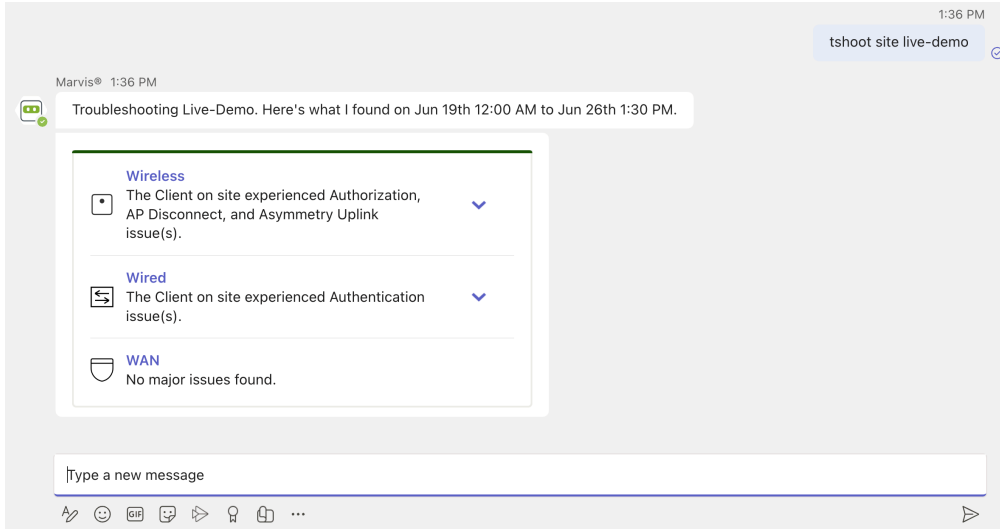 1:36 PM
tshoot site live-demo
Marvis® 1:36 PM
Troubleshooting Live-Demo. Here's what I found on Jun 19th 12:00 AM to Jun 26th 1:30 PM.
Wireless
The Client on site experienced Authorization,
AP Disconnect, and Asymmetry Uplink
issue(s).
Wired
The Client on site experienced Authentication
issue(s).
WAN
No major issues found.
Type a new message
GIF